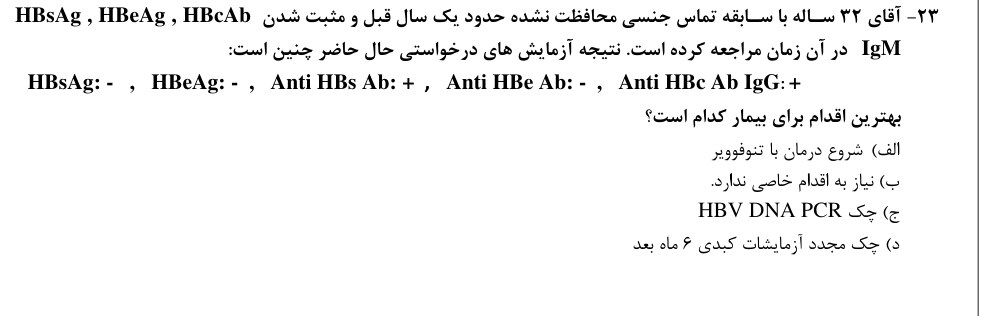 ۲۳- آقای ۳۲ ساله با سابقه تماس جنسی محافظت نشده حدود یک سال قبل و مثبت شدن HBsAg , HBeAg , HBcAb
IgM در آن زمان مراجعه کرده است. نتیجه آزمایش های درخواستی حال حاضر چنین است:
HBsAg: - , HBeAg: - , Anti HBs Ab: + , Anti HBe Ab: - , Anti HBc Ab IgG: +
بهترین اقدام برای بیمار کدام است؟
الف) شروع درمان با تنوفوویر
ب) نیاز به اقدام خاصی ندارد.
ج) چک HBV DNA PCR
د) چک مجدد آزمایشات کبدی ۶ ماه بعد